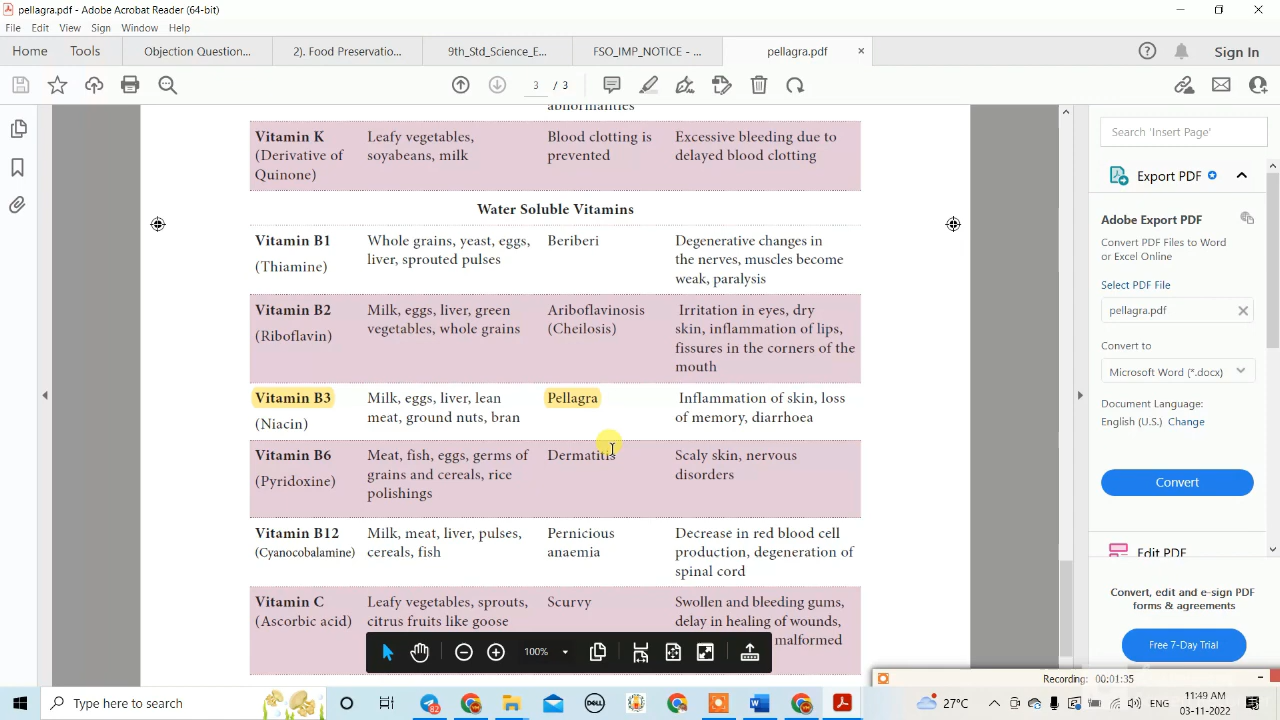 pellagra.pdf - Adobe Acrobat Reader (64-bit)
File Edit View Sign Window Help
Home Tools Objection Question... 2). Food Preservatio... 9th_Std_Science_E... FSO_IMP_NOTICE - ... pellagra.pdf × Sign In
3 / 3
abnormalities
Vitamin K Leafy vegetables, Blood clotting is Excessive bleeding due to
(Derivative of soyabeans, milk prevented delayed blood clotting
Quinone)
Water Soluble Vitamins
Vitamin B1 Whole grains, yeast, eggs, Beriberi Degenerative changes in
(Thiamine) liver, sprouted pulses the nerves, muscles become
weak, paralysis
Vitamin B2 Milk, eggs, liver, green Ariboflavinosis Irritation in eyes, dry
(Riboflavin) vegetables, whole grains (Cheilosis) skin, inflammation of lips,
fissures in the corners of the
mouth
Vitamin B3 Milk, eggs, liver, lean Pellagra Inflammation of skin, loss
(Niacin) meat, ground nuts, bran of memory, diarrhoea
Vitamin B6 Meat, fish, eggs, germs of Dermatitis Scaly skin, nervous
(Pyridoxine) grains and cereals, rice disorders
polishings
Vitamin B12 Milk, meat, liver, pulses, Pernicious Decrease in red blood cell
(Cyanocobalamine) cereals, fish anaemia production, degeneration of
spinal cord
Vitamin C Leafy vegetables, sprouts, Scurvy Swollen and bleeding gums,
(Ascorbic acid) citrus fruits like goose delay in healing of wounds,
malformed
100%
Search 'Insert Page'
Export PDF
Adobe Export PDF
Convert PDF Files to Word
or Excel Online
Select PDF File
pellagra.pdf
Convert to
Microsoft Word (*.docx)
Document Language:
English (U.S.) Change
Convert
Edit PDF
Convert, edit and e-sign PDF
forms & agreements
Free 7-Day Trial
Recording: 00:01:35
Type here to search
82
DELL
27°C
ENG
11:49 AM
03-11-2022